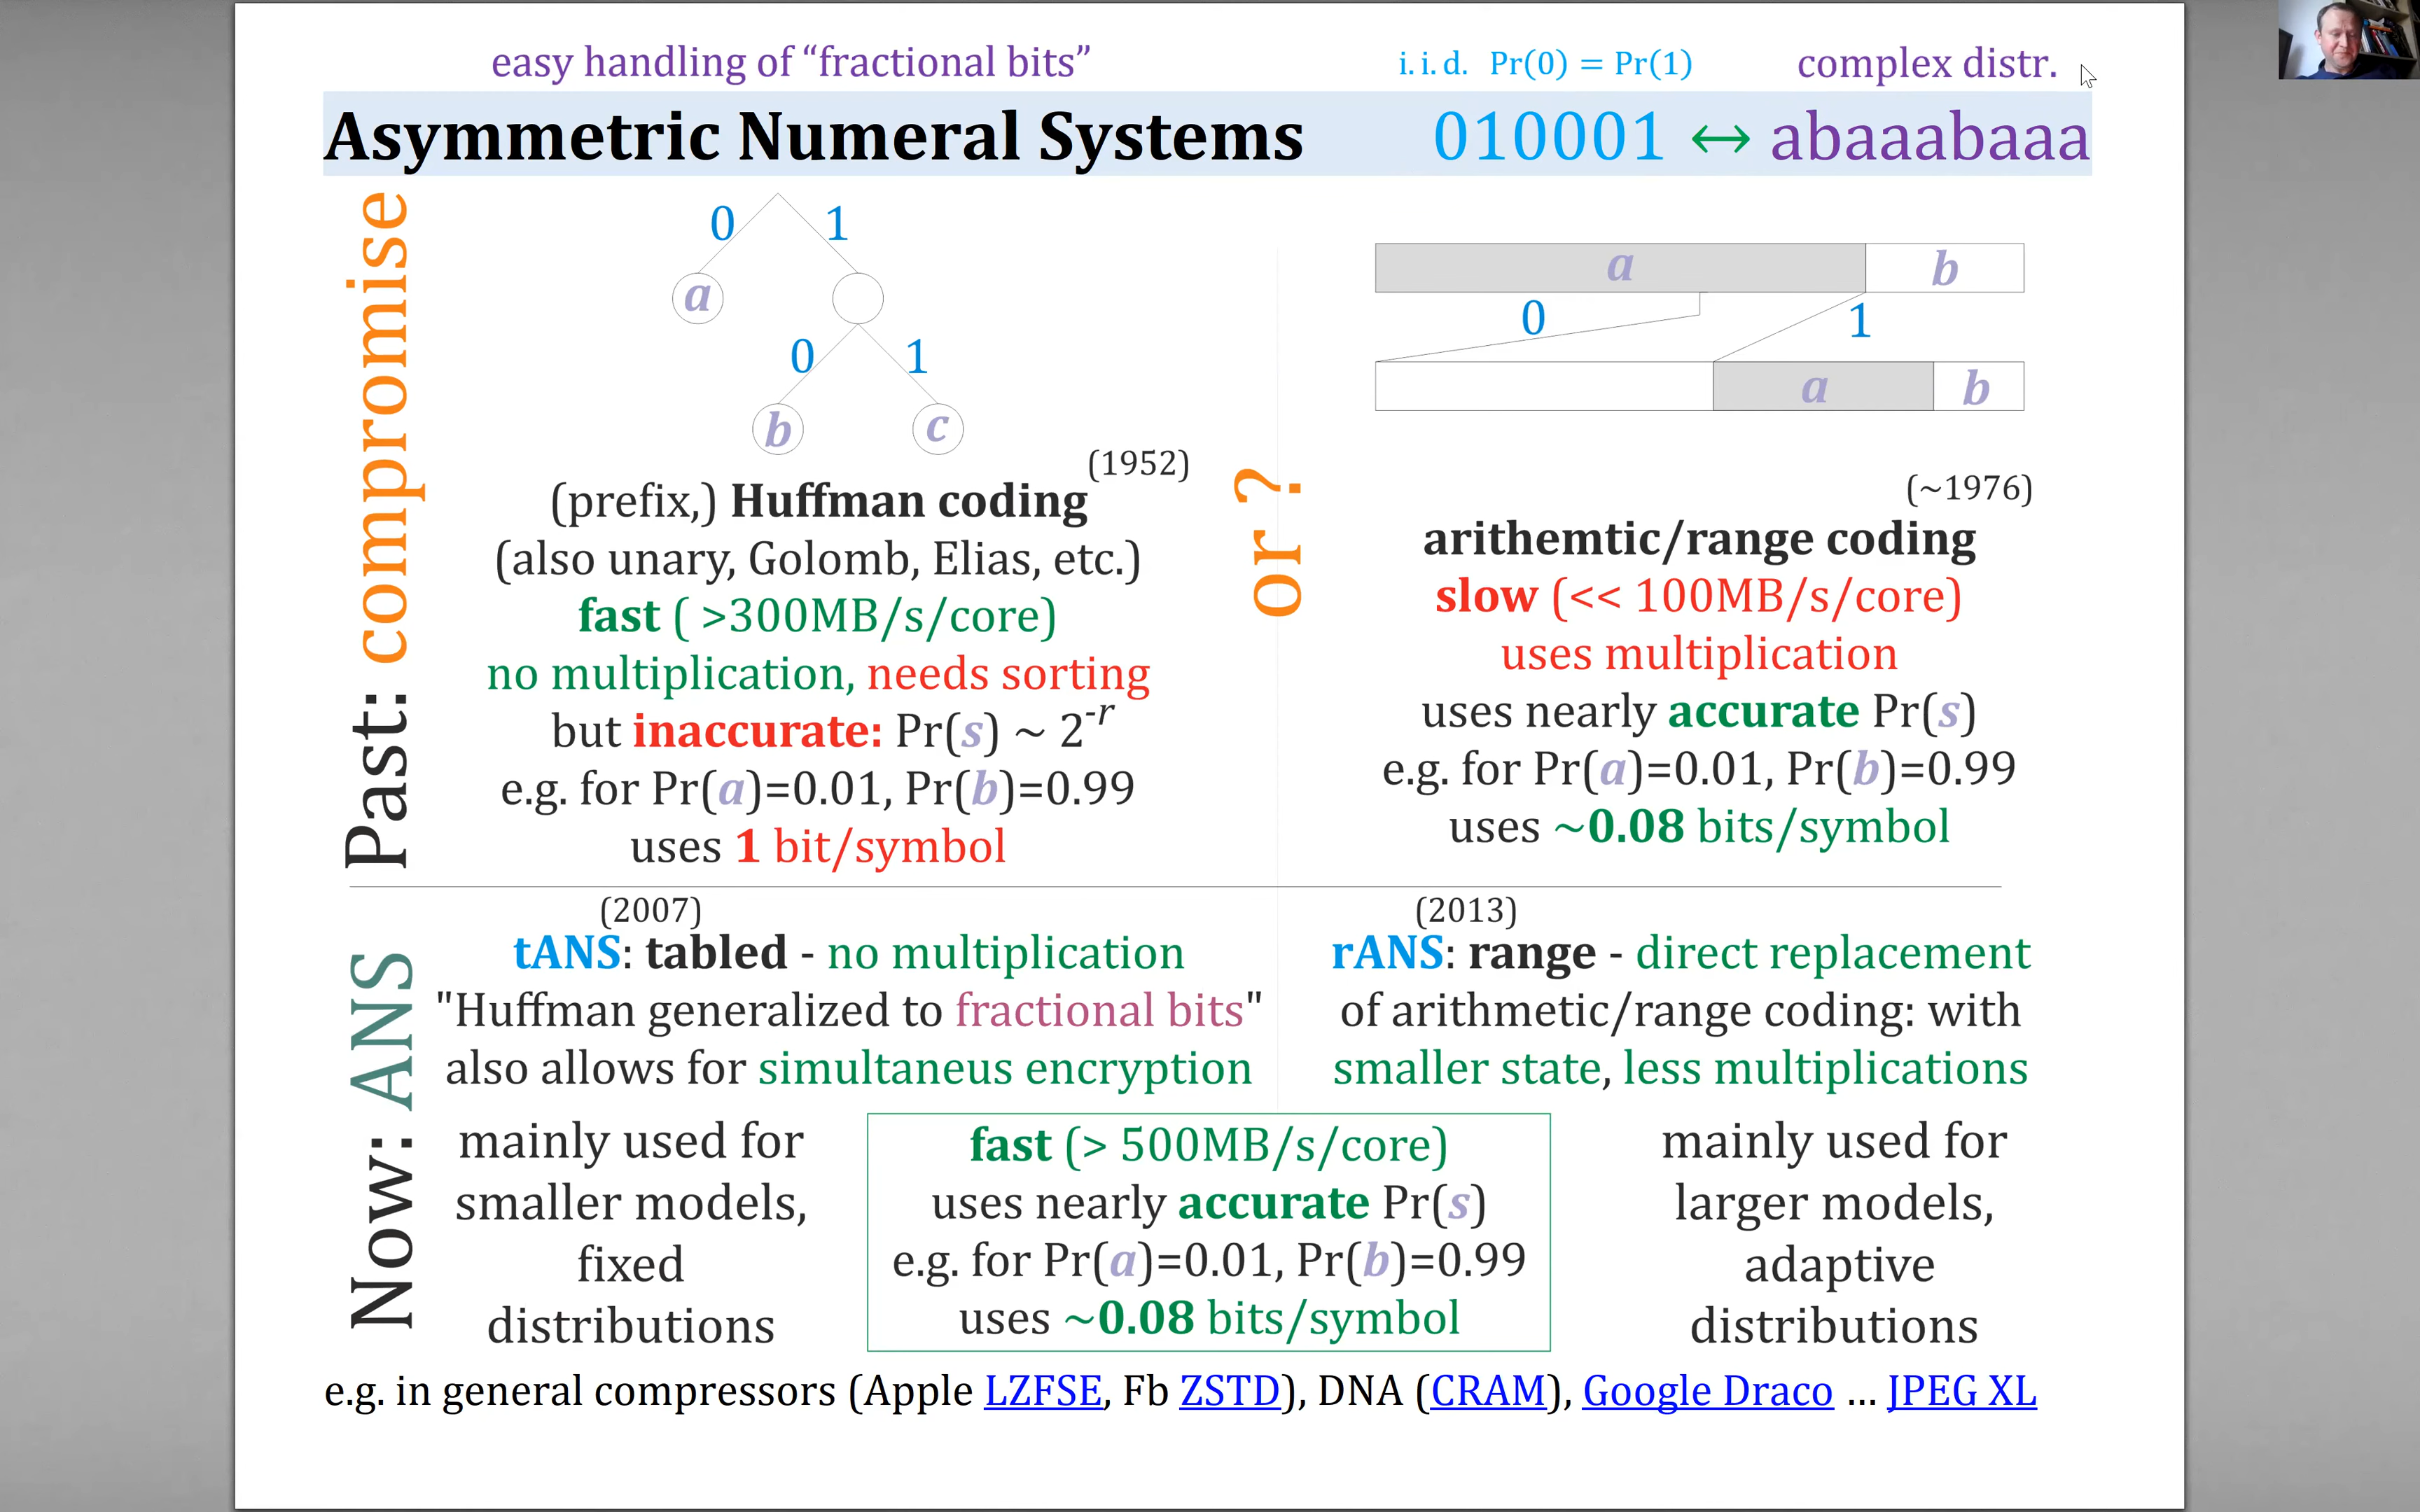 easy handling of “fractional bits”
i.i.d. Pr(0) = Pr(1)
complex distr.
Asymmetric Numeral Systems
010001 ↔ abaaabaaa
Past: compromise
0 1
a
0 1
b c
(1952)
(prefix,) Huffman coding
(also unary, Golomb, Elias, etc.)
fast ( >300MB/s/core)
no multiplication, needs sorting
but inaccurate: Pr(s) ~ 2^-r
e.g. for Pr(a)=0.01, Pr(b)=0.99
uses 1 bit/symbol
or ?
a b
0 1
a b
(~1976)
arithemtic/range coding
slow (<< 100MB/s/core)
uses multiplication
uses nearly accurate Pr(s)
e.g. for Pr(a)=0.01, Pr(b)=0.99
uses ~0.08 bits/symbol
Now: ANS
(2007)
tANS: tabled - no multiplication
"Huffman generalized to fractional bits"
also allows for simultaneus encryption
mainly used for
smaller models,
fixed
distributions
(2013)
rANS: range - direct replacement
of arithmetic/range coding: with
smaller state, less multiplications
fast (> 500MB/s/core)
uses nearly accurate Pr(s)
e.g. for Pr(a)=0.01, Pr(b)=0.99
uses ~0.08 bits/symbol
mainly used for
larger models,
adaptive
distributions
e.g. in general compressors (Apple LZFSE, Fb ZSTD), DNA (CRAM), Google Draco ... JPEG XL